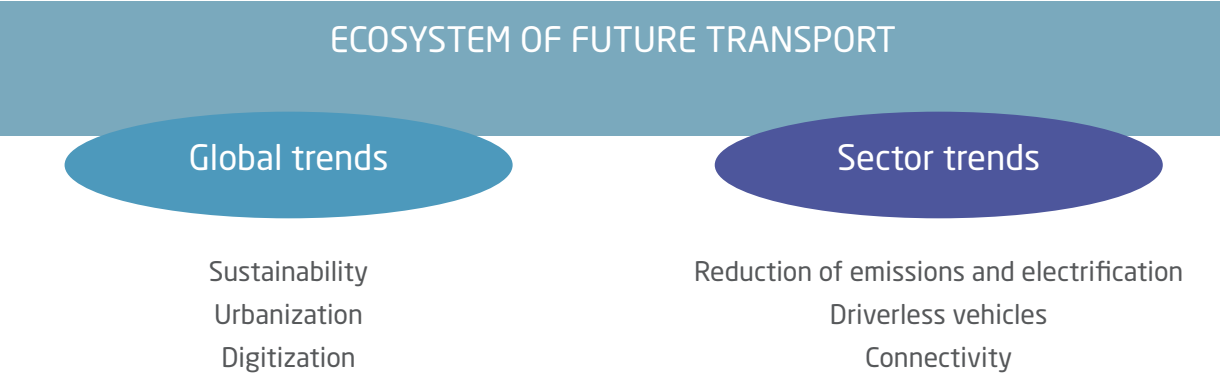 ECOSYSTEM OF FUTURE TRANSPORT
Global trends
Sustainability
Urbanization
Digitization
Sector trends
Reduction of emissions and electrification
Driverless vehicles
Connectivity